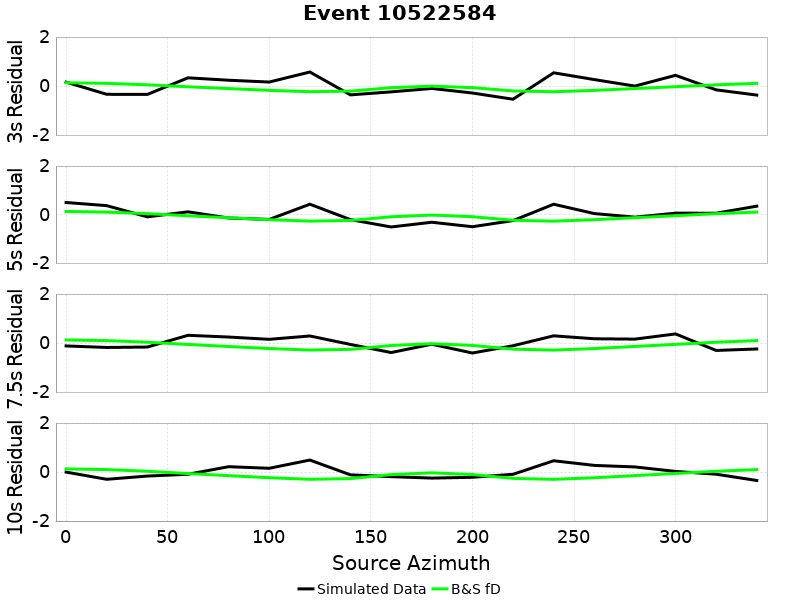 Event 10522584
3s Residual
2
0
-2
5s Residual
2
0
-2
7.5s Residual
2
0
-2
10s Residual
2
0
-2
0 50 100 150 200 250 300
Source Azimuth
Simulated Data B&S fD